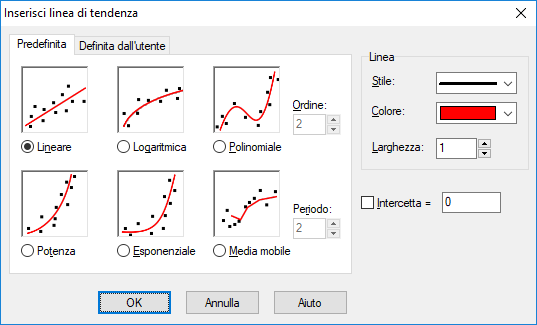 Inserisci linea di tendenza
Predefinita
Definita dall'utente
Lineare
Logaritmica
Polinomiale
Ordine:
2
Potenza
Esponenziale
Media mobile
Periodo:
2
Linea
Stile:
Colore:
Larghezza:
1
Intercetta =
0
OK
Annulla
Aiuto